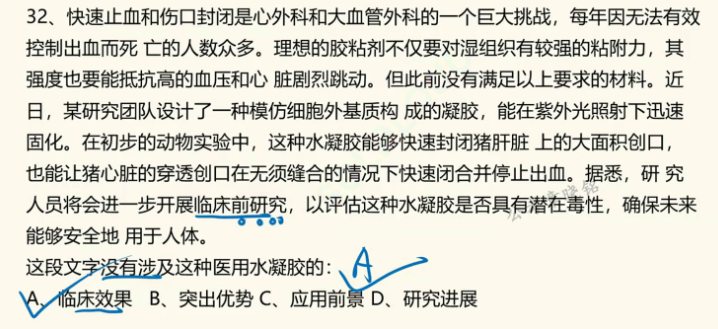 32、快速止血和伤口封闭是心外科和大血管外科的一个巨大挑战，每年因无法有效
控制出血而死 亡的人数众多。理想的胶粘剂不仅要对湿组织有较强的粘附力，其
强度也要能抵抗高的血压和心 脏剧烈跳动。但此前没有满足以上要求的材料。近
日，某研究团队设计了一种模仿细胞外基质构 成的凝胶，能在紫外光照射下迅速
固化。在初步的动物实验中，这种水凝胶能够快速封闭猪肝脏 上的大面积创口，
也能让猪心脏的穿透创口在无须缝合的情况下快速闭合并停止出血。据悉，研 究
人员将会进一步开展临床前研究，以评估这种水凝胶是否具有潜在毒性，确保未来
能够安全地 用于人体。
这段文字没有涉及这种医用水凝胶的： A
A、临床效果 B、突出优势 C、应用前景 D、研究进展